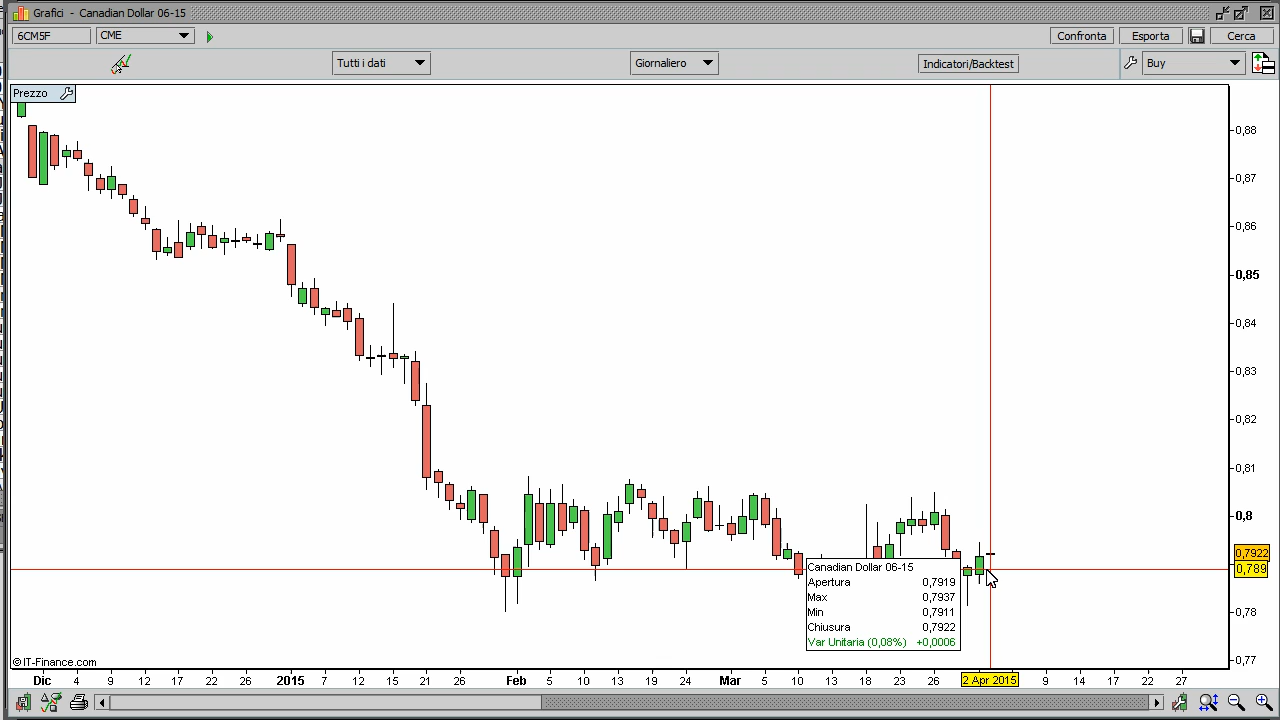 Grafici - Canadian Dollar 06-15
6CM5F CME Confronta Esporta Cerca
Tutti i dati Giornaliero Indicatori/Backtest Buy
Prezzo
0,88
0,87
0,86
0,85
0,84
0,83
0,82
0,81
0,8
0,7922
0,789
0,78
0,77
Canadian Dollar 06-15
Apertura 0,7919
Max 0,7937
Min 0,7911
Chiusura 0,7922
Var Unitaria (0,08%) +0,0006
© IT-Finance.com
Dic 4 9 12 17 22 26 2015 7 12 15 21 26 Feb 5 10 13 19 24 Mar 5 10 13 18 23 26 2 Apr 2015 9 14 17 22 27